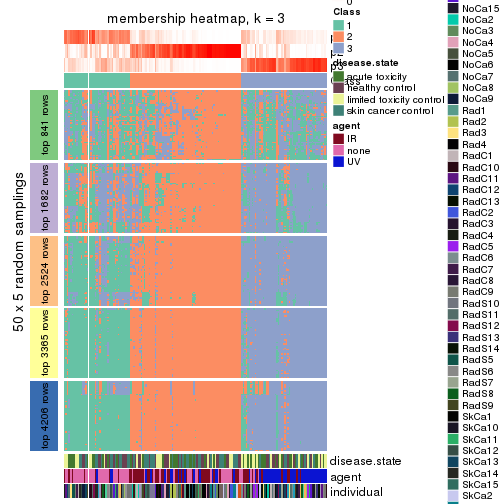 membership heatmap, k = 3
50 x 5 random samplings
top 841 rows
top 1682 rows
top 2524 rows
top 3365 rows
top 4206 rows
disease.state
agent
individual
Class
1
2
3
disease.state
acute toxicity
healthy control
limited toxicity control
skin cancer control
agent
IR
none
UV
NoCa15
NoCa2
NoCa3
NoCa4
NoCa5
NoCa6
NoCa7
NoCa8
NoCa9
Rad1
Rad2
Rad3
Rad4
RadC1
RadC10
RadC11
RadC12
RadC13
RadC2
RadC3
RadC4
RadC5
RadC6
RadC7
RadC8
RadC9
RadS10
RadS11
RadS12
RadS13
RadS14
RadS5
RadS6
RadS7
RadS8
RadS9
SkCa1
SkCa10
SkCa11
SkCa12
SkCa13
SkCa14
SkCa15
SkCa2